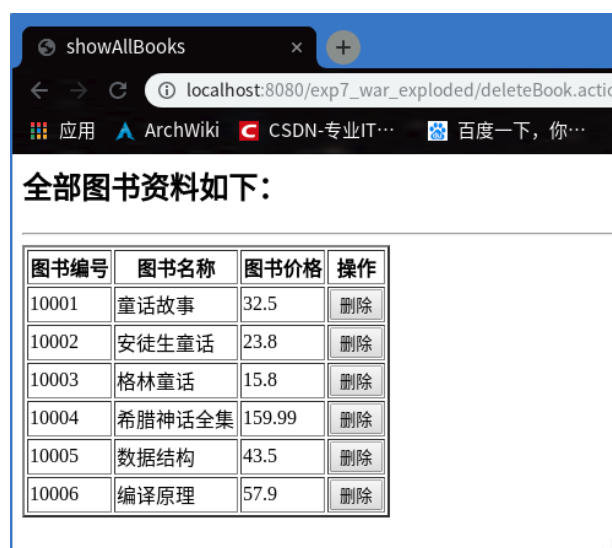 showAllBooks
localhost:8080/exp7_war_exploded/deleteBook.actio
应用 ArchWiki CSDN-专业IT… 百度一下，你…
全部图书资料如下：
图书编号 图书名称 图书价格 操作
10001 童话故事 32.5 删除
10002 安徒生童话 23.8 删除
10003 格林童话 15.8 删除
10004 希腊神话全集 159.99 删除
10005 数据结构 43.5 删除
10006 编译原理 57.9 删除